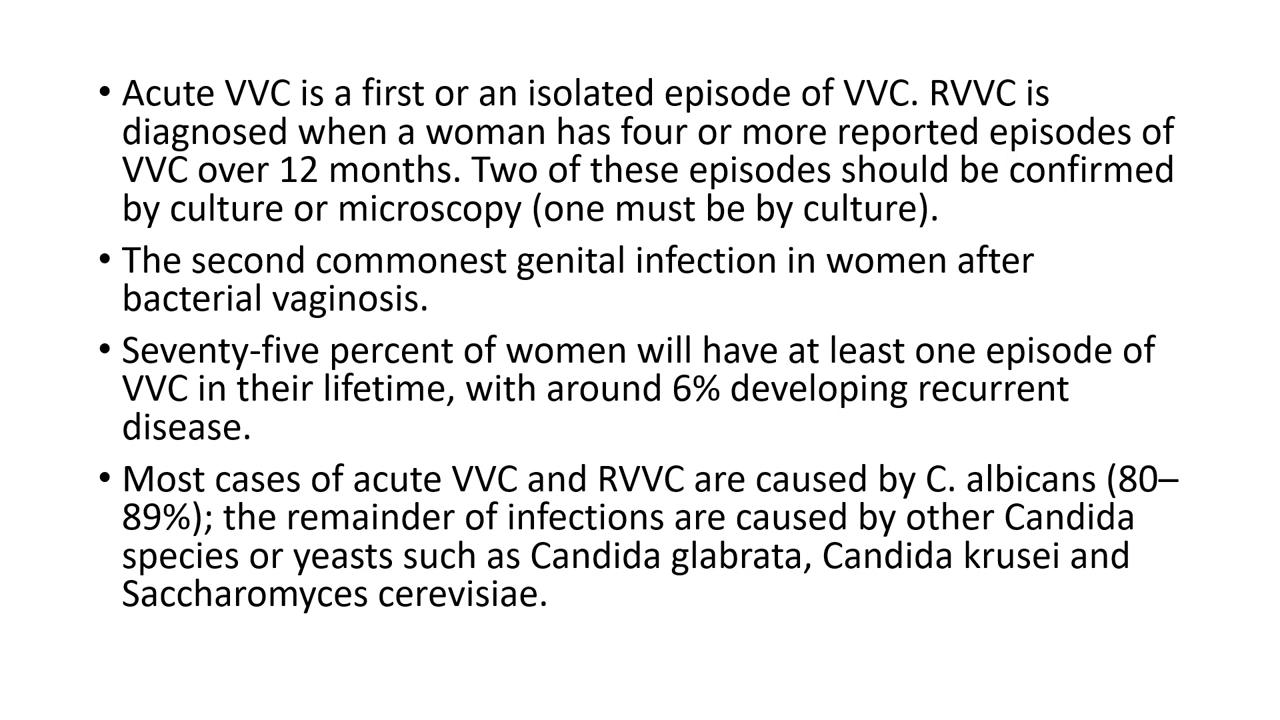 • Acute VVC is a first or an isolated episode of VVC. RVVC is
diagnosed when a woman has four or more reported episodes of
VVC over 12 months. Two of these episodes should be confirmed
by culture or microscopy (one must be by culture).
• The second commonest genital infection in women after
bacterial vaginosis.
• Seventy-five percent of women will have at least one episode of
VVC in their lifetime, with around 6% developing recurrent
disease.
• Most cases of acute VVC and RVVC are caused by C. albicans (80–
89%); the remainder of infections are caused by other Candida
species or yeasts such as Candida glabrata, Candida krusei and
Saccharomyces cerevisiae.